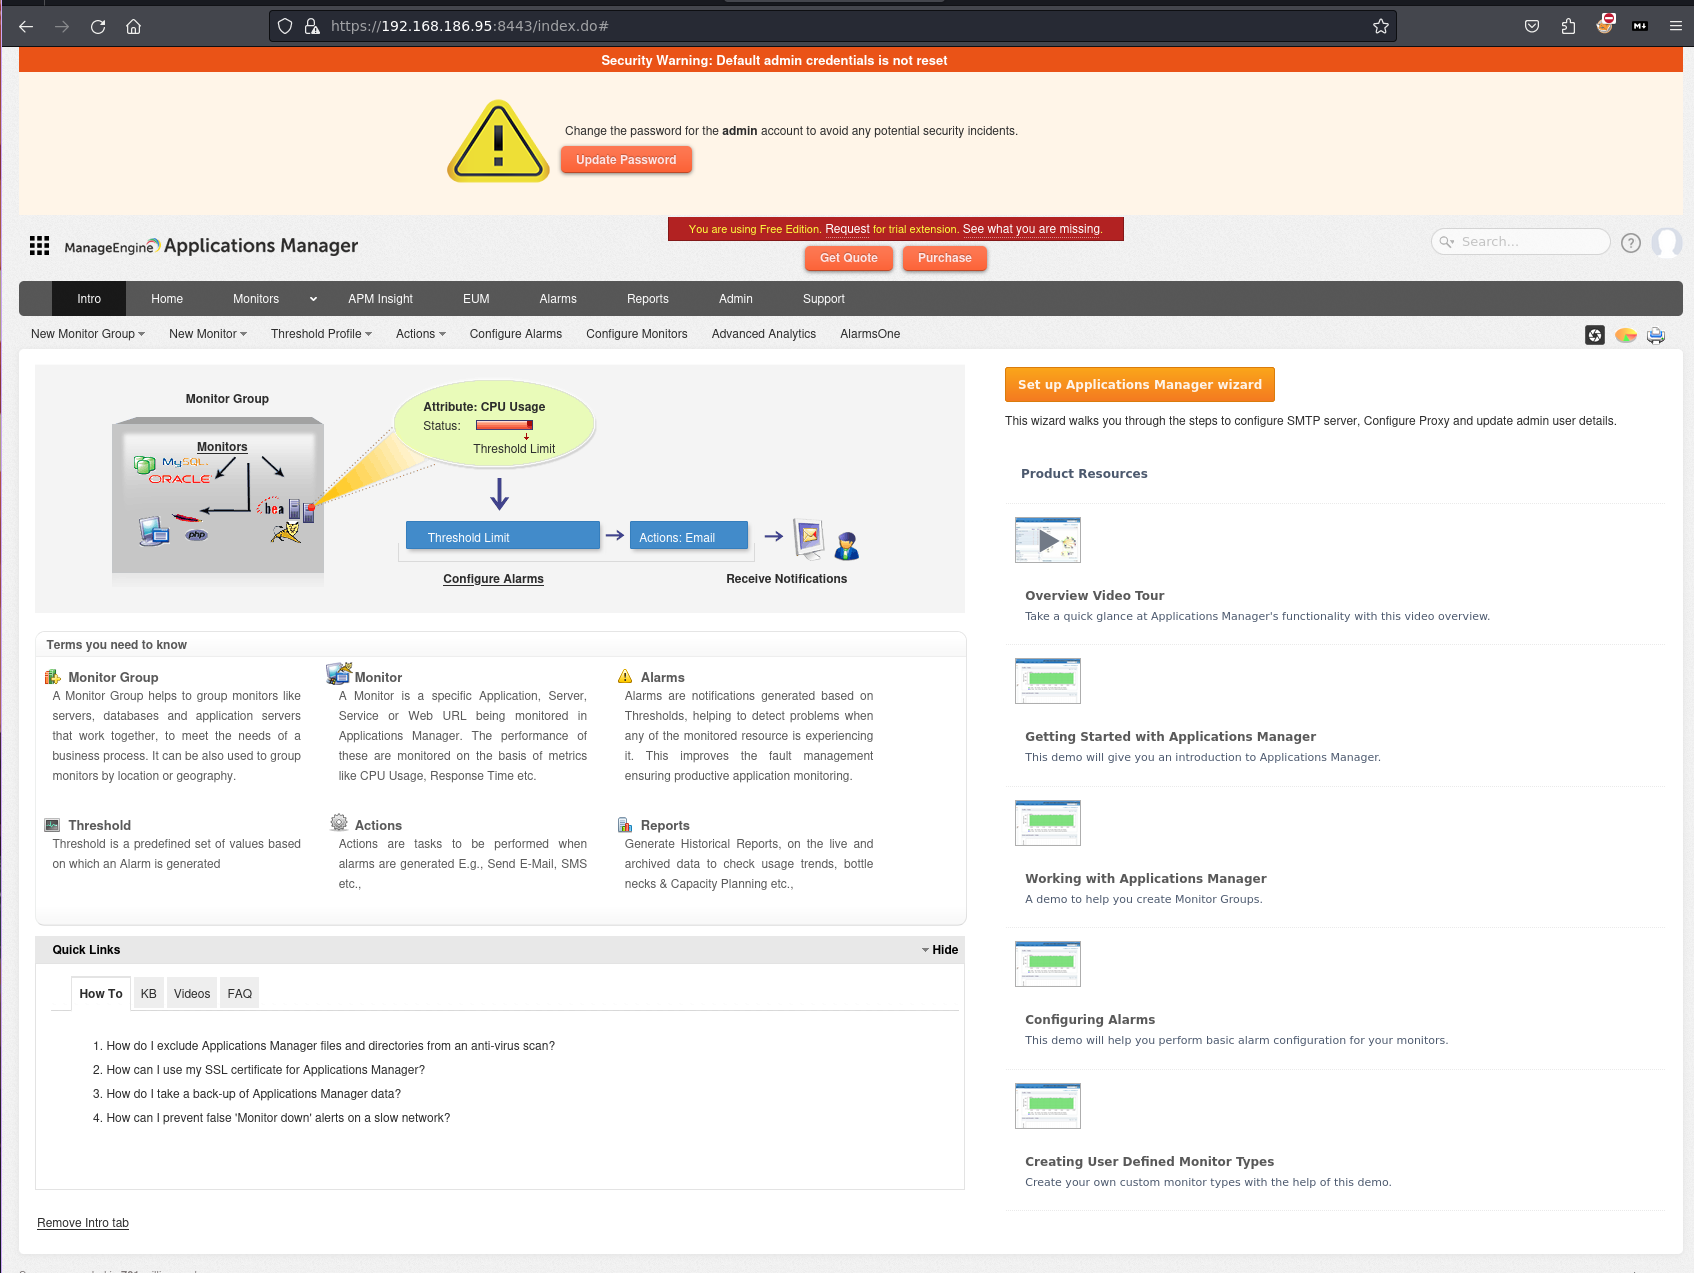 https://192.168.186.95:8443/index.do#
Security Warning: Default admin credentials is not reset
Change the password for the admin account to avoid any potential security incidents.
Update Password
You are using Free Edition. Request for trial extension. See what you are missing.
ManageEngine Applications Manager
Get Quote
Purchase
Search...
Intro
Home
Monitors
APM Insight
EUM
Alarms
Reports
Admin
Support
New Monitor Group
New Monitor
Threshold Profile
Actions
Configure Alarms
Configure Monitors
Advanced Analytics
AlarmsOne
Monitor Group
Monitors
MySQL
ORACLE
bea
php
Attribute: CPU Usage
Status:
Threshold Limit
Threshold Limit
Actions: Email
Configure Alarms
Receive Notifications
Terms you need to know
Monitor Group
A Monitor Group helps to group monitors like
servers, databases and application servers
that work together, to meet the needs of a
business process. It can be also used to group
monitors by location or geography.
Monitor
A Monitor is a specific Application, Server,
Service or Web URL being monitored in
Applications Manager. The performance of
these are monitored on the basis of metrics
like CPU Usage, Response Time etc.
Alarms
Alarms are notifications generated based on
Thresholds, helping to detect problems when
any of the monitored resource is experiencing
it. This improves the fault management
ensuring productive application monitoring.
Threshold
Threshold is a predefined set of values based
on which an Alarm is generated
Actions
Actions are tasks to be performed when
alarms are generated E.g., Send E-Mail, SMS
etc.,
Reports
Generate Historical Reports, on the live and
archived data to check usage trends, bottle
necks & Capacity Planning etc.,
Quick Links
Hide
How To
KB
Videos
FAQ
1. How do I exclude Applications Manager files and directories from an anti-virus scan?
2. How can I use my SSL certificate for Applications Manager?
3. How do I take a back-up of Applications Manager data?
4. How can I prevent false 'Monitor down' alerts on a slow network?
Remove Intro tab
Set up Applications Manager wizard
This wizard walks you through the steps to configure SMTP server, Configure Proxy and update admin user details.
Product Resources
Overview Video Tour
Take a quick glance at Applications Manager's functionality with this video overview.
Getting Started with Applications Manager
This demo will give you an introduction to Applications Manager.
Working with Applications Manager
A demo to help you create Monitor Groups.
Configuring Alarms
This demo will help you perform basic alarm configuration for your monitors.
Creating User Defined Monitor Types
Create your own custom monitor types with the help of this demo.